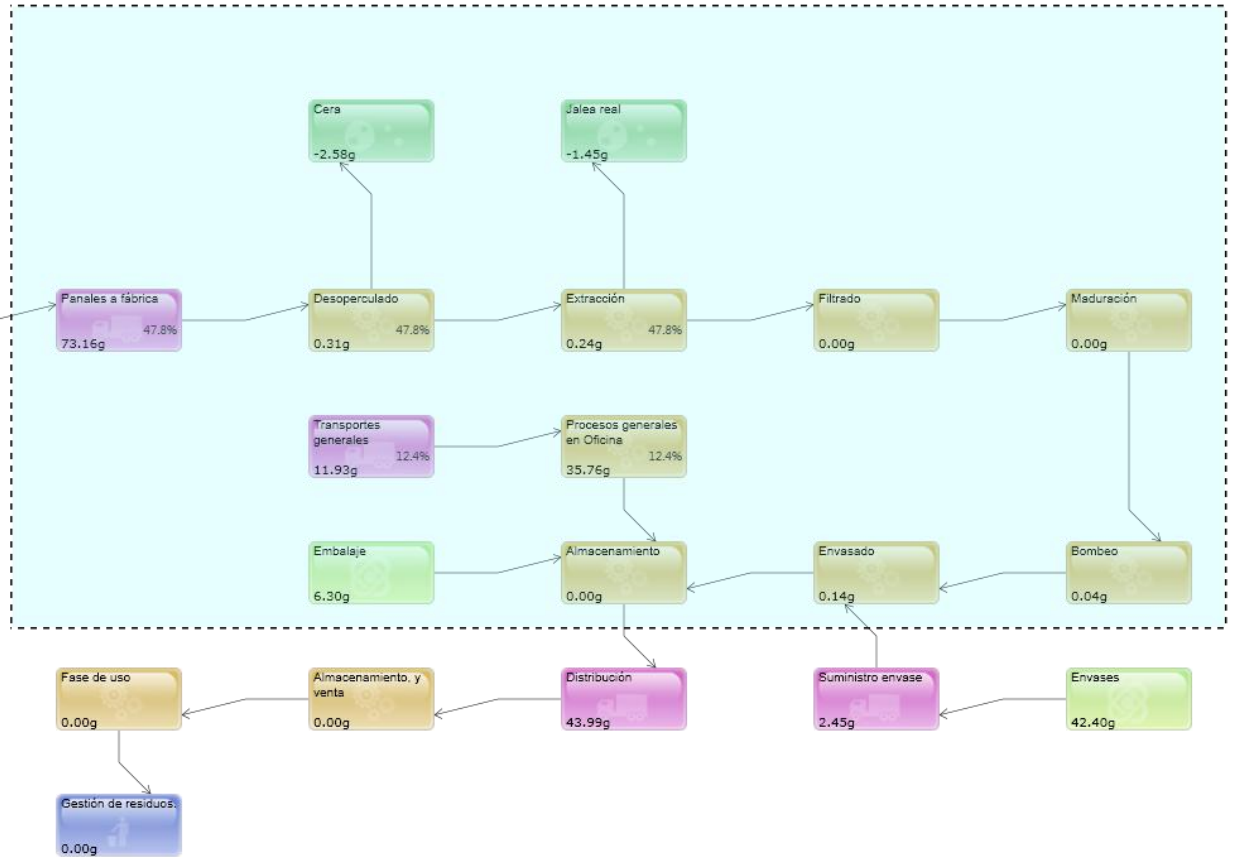 Cera
-2.58g
Jalea real
-1.45g
Panales a fábrica
47.8%
73.16g
Desoperculado
47.8%
0.31g
Extracción
47.8%
0.24g
Filtrado
0.00g
Maduración
0.00g
Transportes
generales
12.4%
11.93g
Procesos generales
en Oficina
12.4%
35.76g
Embalaje
6.30g
Almacenamiento
0.00g
Envasado
0.14g
Bombeo
0.04g
Fase de uso
0.00g
Almacenamiento, y
venta
0.00g
Distribución
43.99g
Suministro envase
2.45g
Envases
42.40g
Gestión de residuos.
0.00g